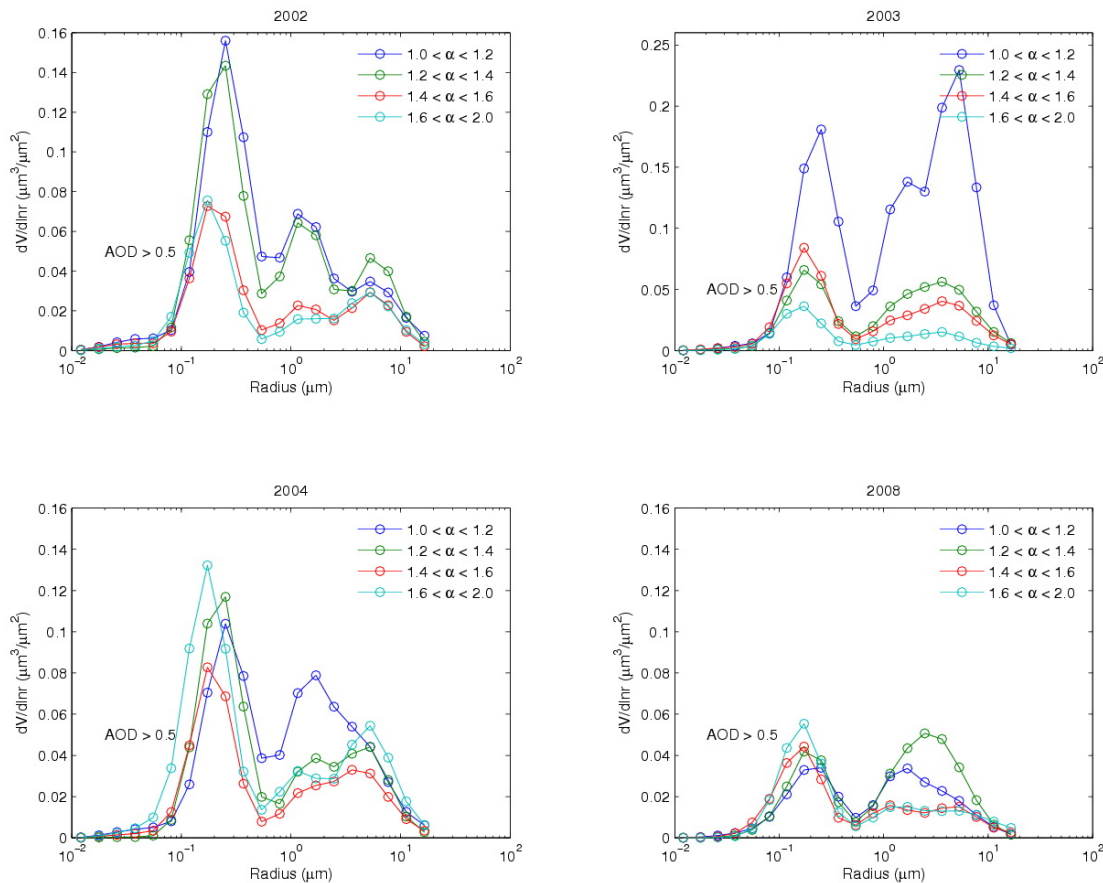 2002
0.16
0.14
0.12
0.1
0.08
0.06
0.04
0.02
0
dV/dlnr (μm³/μm²)
1.0 < α < 1.2
1.2 < α < 1.4
1.4 < α < 1.6
1.6 < α < 2.0
AOD > 0.5
10⁻² 10⁻¹ 10⁰ 10¹ 10²
Radius (μm)
2003
0.25
0.2
0.15
0.1
0.05
0
dV/dlnr (μm³/μm²)
1.0 < α < 1.2
1.2 < α < 1.4
1.4 < α < 1.6
1.6 < α < 2.0
AOD > 0.5
10⁻² 10⁻¹ 10⁰ 10¹ 10²
Radius (μm)
2004
0.16
0.14
0.12
0.1
0.08
0.06
0.04
0.02
0
dV/dlnr (μm³/μm²)
1.0 < α < 1.2
1.2 < α < 1.4
1.4 < α < 1.6
1.6 < α < 2.0
AOD > 0.5
10⁻² 10⁻¹ 10⁰ 10¹ 10²
Radius (μm)
2008
0.16
0.14
0.12
0.1
0.08
0.06
0.04
0.02
0
dV/dlnr (μm³/μm²)
1.0 < α < 1.2
1.2 < α < 1.4
1.4 < α < 1.6
1.6 < α < 2.0
AOD > 0.5
10⁻² 10⁻¹ 10⁰ 10¹ 10²
Radius (μm)